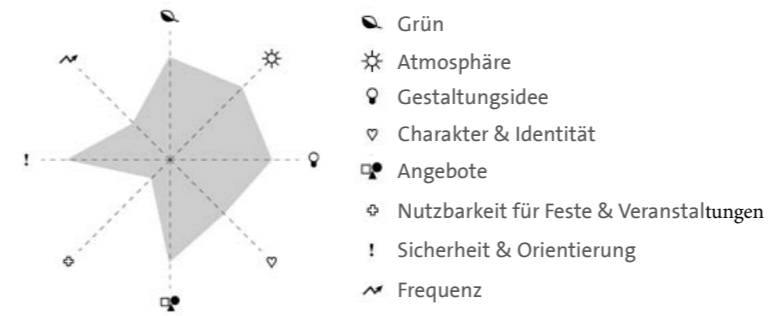 Grün
Atmosphäre
Gestaltungsidee
Charakter & Identität
Angebote
Nutzbarkeit für Feste & Veranstaltungen
! Sicherheit & Orientierung
Frequenz
!